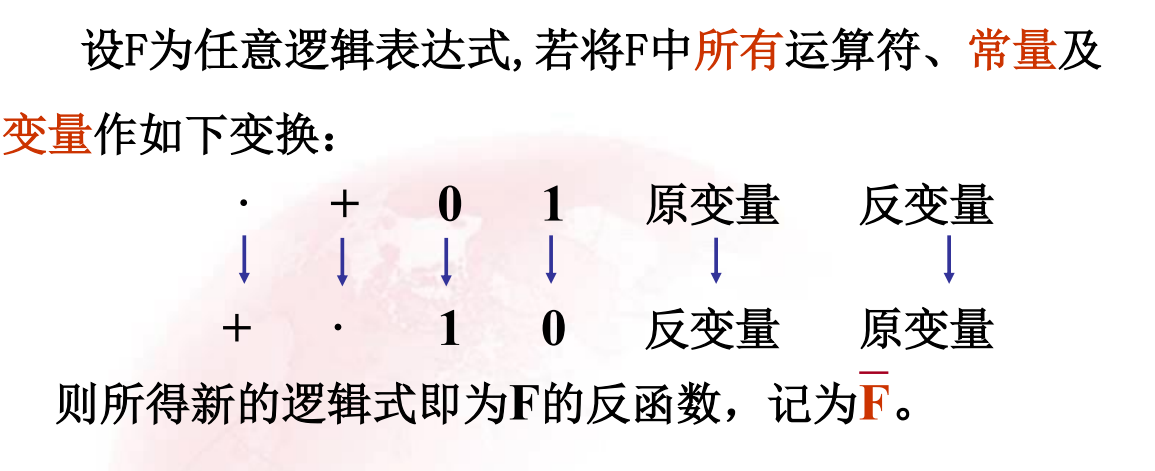 设F为任意逻辑表达式,若将F中所有运算符、常量及
变量作如下变换：
· + 0 1 原变量 反变量
↓ ↓ ↓ ↓ ↓ ↓
+ · 1 0 反变量 原变量
则所得新的逻辑式即为F的反函数，记为F̅。